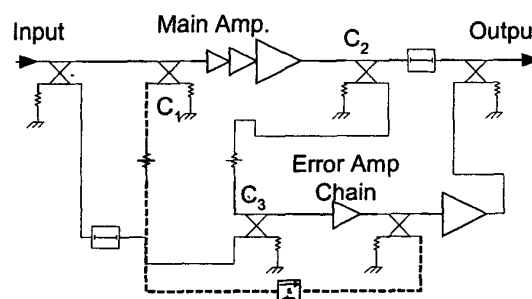 Input
Main Amp.
C2
Output
C1
Error Amp
Chain
C3